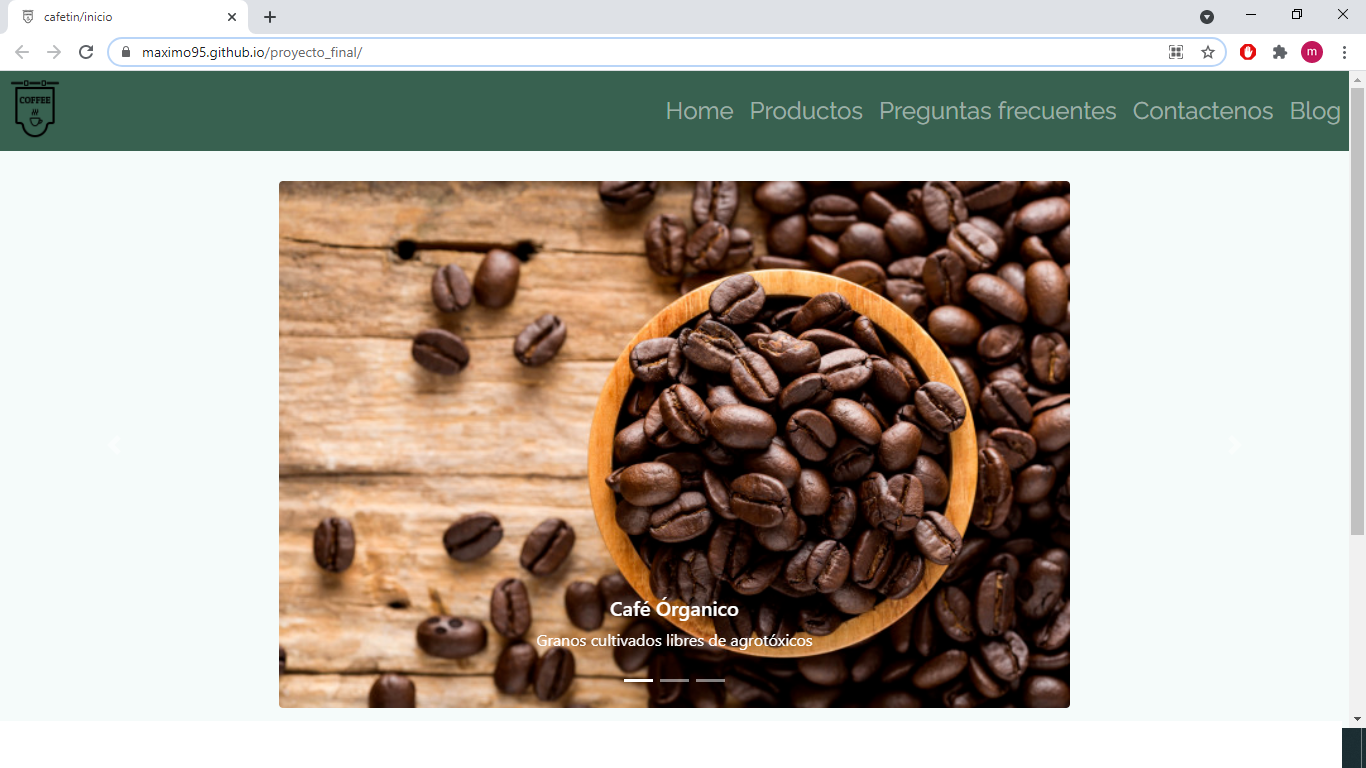 cafetin/inicio
maximo95.github.io/proyecto_final/
m
COFFEE
Home Productos Preguntas frecuentes Contactenos Blog
Café Órganico
Granos cultivados libres de agrotóxicos